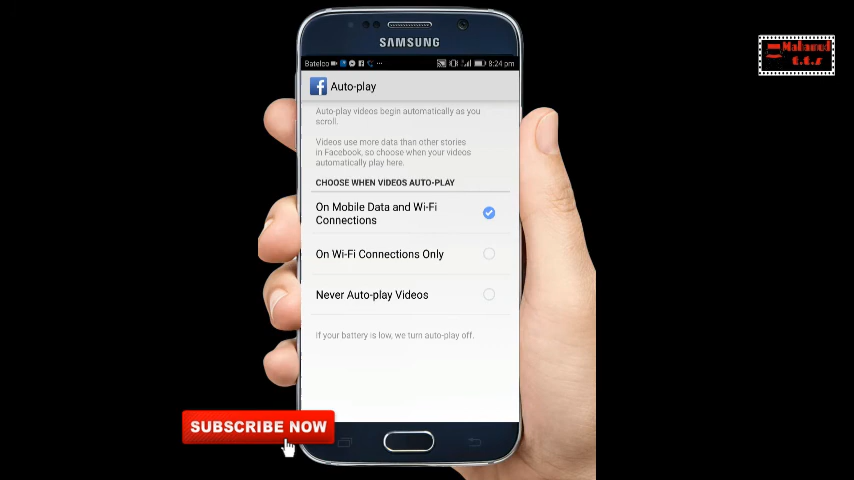 SAMSUNG
Batelco
8:24 pm
Auto-play
Auto-play videos begin automatically as you
scroll.
Videos use more data than other stories
in Facebook, so choose when your videos
automatically play here.
CHOOSE WHEN VIDEOS AUTO-PLAY
On Mobile Data and Wi-Fi
Connections
On Wi-Fi Connections Only
Never Auto-play Videos
If your battery is low, we turn auto-play off.
SUBSCRIBE NOW